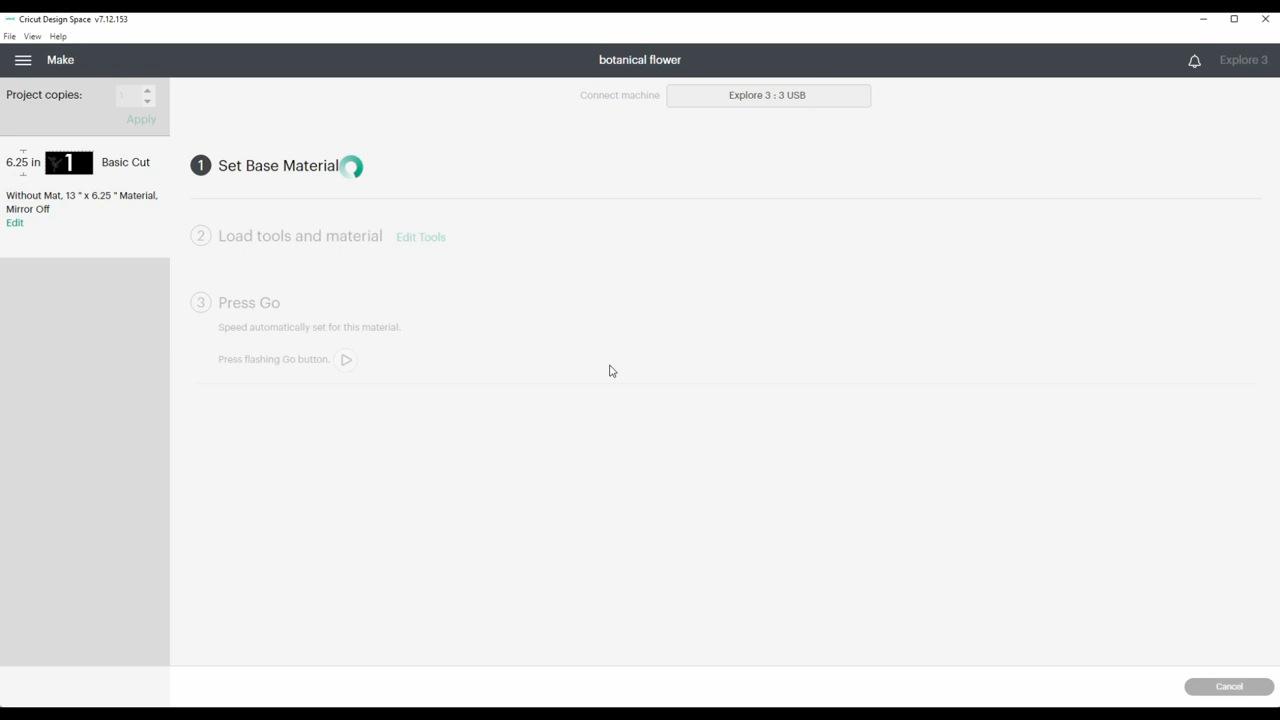 Cricut Design Space v7.12.153
File View Help
Make
botanical flower
Explore 3
Project copies:
1
Apply
Connect machine
Explore 3 : 3 USB
6.25 in
1
Basic Cut
Without Mat, 13 " x 6.25 " Material,
Mirror Off
Edit
1 Set Base Material
2 Load tools and material Edit Tools
3 Press Go
Speed automatically set for this material.
Press flashing Go button.
Cancel